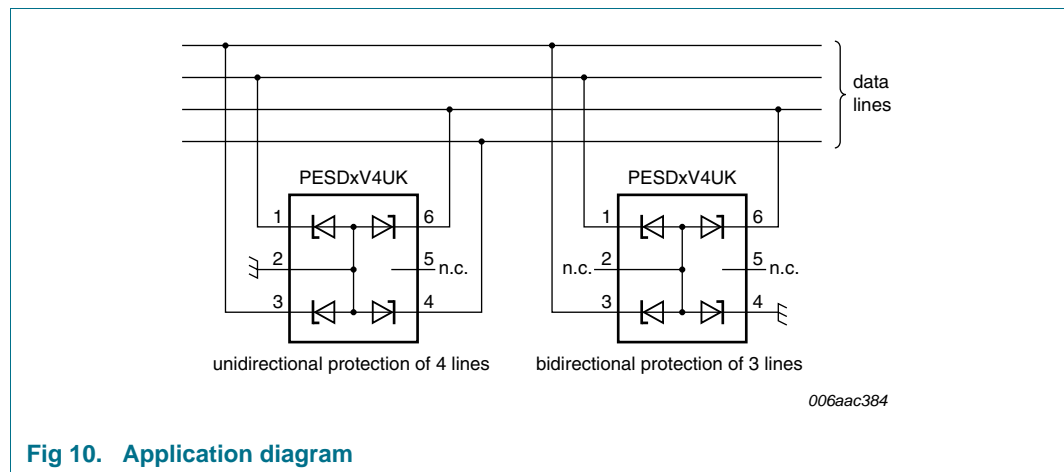 data
lines
PESDxV4UK PESDxV4UK
1 6 1 6
2 5 n.c. n.c. 2 5 n.c.
3 4 3 4
unidirectional protection of 4 lines bidirectional protection of 3 lines
006aac384
Fig 10. Application diagram